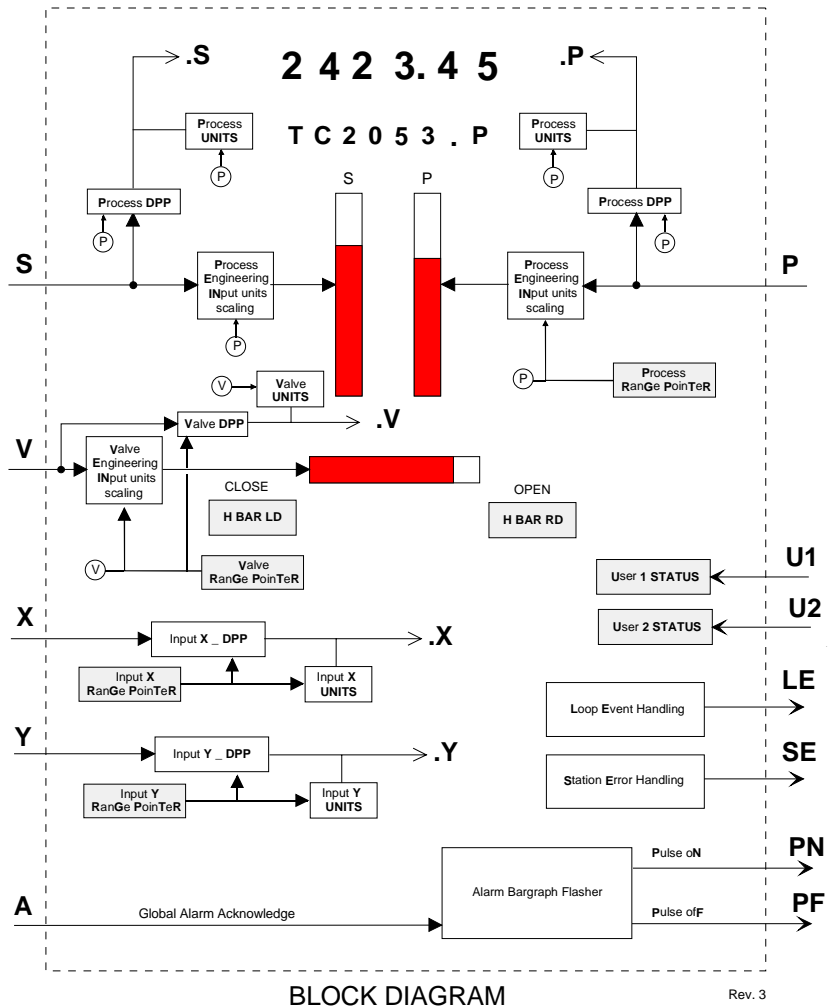 .S
2 4 2 3. 4 5
.P
Process
UNITS
P
T C 2 0 5 3 . P
Process
UNITS
P
S
P
Process DPP
P
Process DPP
P
S
Process
Engineering
INput units
scaling
P
Process
Engineering
INput units
scaling
P
P
Process
RanGe PoinTeR
V
Valve
UNITS
Valve DPP
.V
V
Valve
Engineering
INput units
scaling
CLOSE
H BAR LD
OPEN
H BAR RD
V
Valve
RanGe PoinTeR
U1
User 1 STATUS
U2
User 2 STATUS
X
Input X _ DPP
.X
Input X
RanGe PoinTeR
Input X
UNITS
LE
Loop Event Handling
Y
Input Y _ DPP
.Y
Input Y
RanGe PoinTeR
Input Y
UNITS
SE
Station Error Handling
PN
Pulse oN
Alarm Bargraph Flasher
A
Global Alarm Acknowledge
Pulse ofF
PF
BLOCK DIAGRAM
Rev. 3